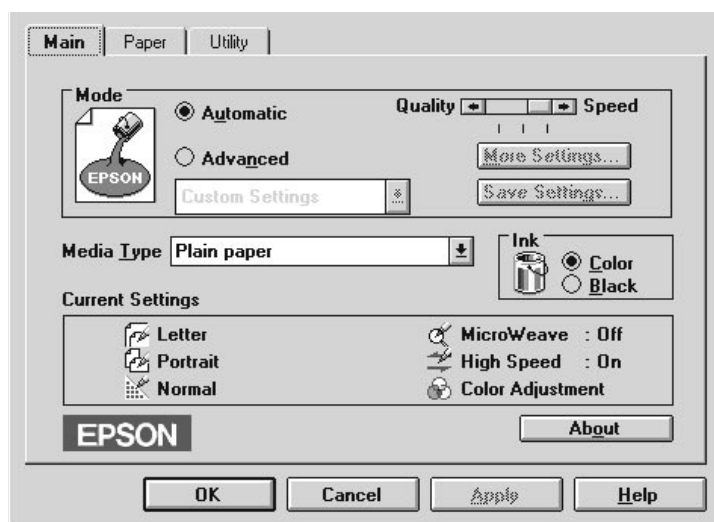 Main Paper Utility
Mode
EPSON
Automatic
Quality Speed
Advanced
More Settings...
Custom Settings
Save Settings...
Media Type Plain paper
Ink
Color
Black
Current Settings
Letter MicroWeave : Off
Portrait High Speed : On
Normal Color Adjustment
EPSON About
OK Cancel Apply Help